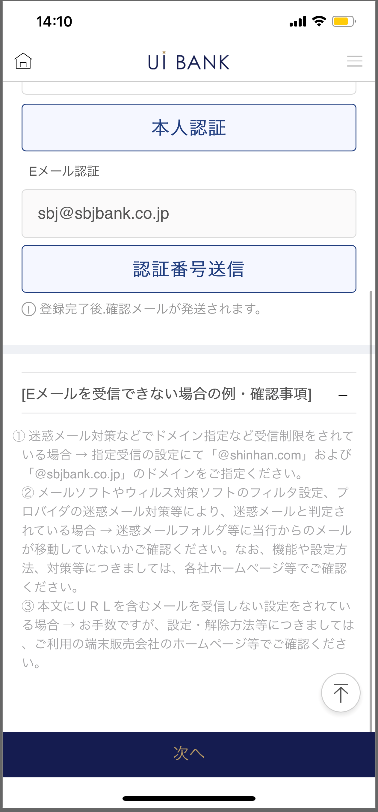 14:10
Ui BANK
本人認証
Eメール認証
sbj@sbjbank.co.jp
認証番号送信
登録完了後,確認メールが発送されます。
[Eメールを受信できない場合の例・確認事項]
① 迷惑メール対策などでドメイン指定など受信制限をされて
いる場合 → 指定受信の設定にて「@shinhan.com」および
「@sbjbank.co.jp」のドメインをご指定ください。
② メールソフトやウィルス対策ソフトのフィルタ設定、プ
ロバイダの迷惑メール対策等により、迷惑メールと判定さ
れている場合 → 迷惑メールフォルダ等に当行からのメール
が移動していないかご確認ください。なお、機能や設定方
法、対策等につきましては、各社ホームページ等でご確認
ください。
③ 本文にＵＲＬを含むメールを受信しない設定をされてい
る場合 → お手数ですが、設定・解除方法等につきましては
、ご利用の端末販売会社のホームページ等でご確認くださ
い。
次へ